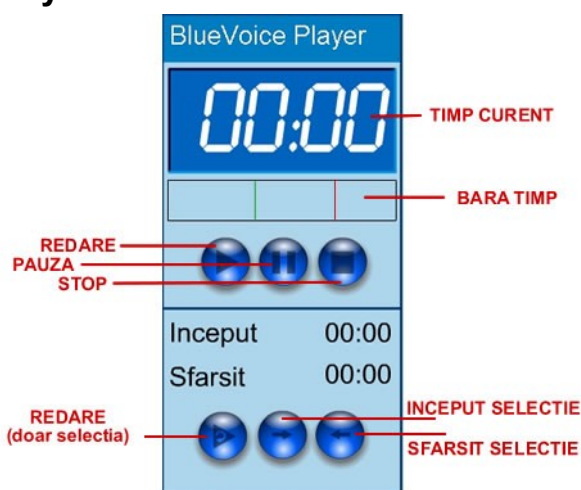 BlueVoice Player
00:00
TIMP CURENT
BARA TIMP
REDARE
PAUZA
STOP
Inceput 00:00
Sfarsit 00:00
REDARE
(doar selectia)
INCEPUT SELECTIE
SFARSIT SELECTIE